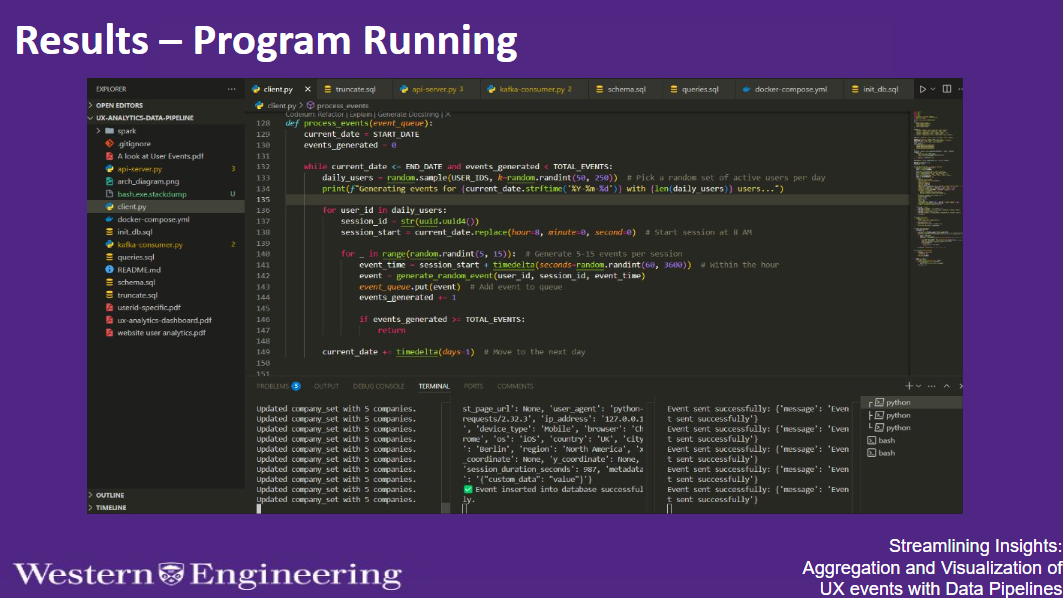 Results – Program Running
EXPLORER
OPEN EDITORS
UX-ANALYTICS-DATA-PIPELINE
spark
.gitignore
A look at User Events.pdf
api-server.py 3
arch_diagram.png
bash.exe.stackdump U
client.py
docker-compose.yml
init_db.sql
kafka-consumer.py 2
queries.sql
README.md
schema.sql
truncate.sql
userid-specific.pdf
ux-analytics-dashboard.pdf
website user analytics.pdf
OUTLINE
TIMELINE
client.py truncate.sql api-server.py 3 kafka-consumer.py 2 schema.sql queries.sql docker-compose.yml init_db.sql
client.py > process_events
Codeium: Refactor | Explain | Generate Docstring | X
128 def process_events(event_queue):
129 current_date = START_DATE
130 events_generated = 0
131
132 while current_date <= END_DATE and events_generated < TOTAL_EVENTS:
133 daily_users = random.sample(USER_IDS, k=random.randint(50, 250)) # Pick a random set of active users per day
134 print(f"Generating events for {current_date.strftime('%Y-%m-%d')} with {len(daily_users)} users...")
135
136 for user_id in daily_users:
137 session_id = str(uuid.uuid4())
138 session_start = current_date.replace(hour=8, minute=0, second=0) # Start session at 8 AM
139
140 for _ in range(random.randint(5, 15)): # Generate 5-15 events per session
141 event_time = session_start + timedelta(seconds=random.randint(60, 3600)) # Within the hour
142 event = generate_random_event(user_id, session_id, event_time)
143 event_queue.put(event) # Add event to queue
144 events_generated += 1
145
146 if events_generated >= TOTAL_EVENTS:
147 return
148
149 current_date += timedelta(days=1) # Move to the next day
150
151
PROBLEMS 5 OUTPUT DEBUG CONSOLE TERMINAL PORTS COMMENTS
Updated company_set with 5 companies.
Updated company_set with 5 companies.
Updated company_set with 5 companies.
Updated company_set with 5 companies.
Updated company_set with 5 companies.
Updated company_set with 5 companies.
Updated company_set with 5 companies.
Updated company_set with 5 companies.
Updated company_set with 5 companies.
Updated company_set with 5 companies.
st_page_url': None, 'user_agent': 'python-
requests/2.32.3', 'ip_address': '127.0.0.1
', 'device_type': 'Mobile', 'browser': 'Ch
rome', 'os': 'iOS', 'country': 'UK', 'city
': 'Berlin', 'region': 'North America', 'x
_coordinate': None, 'y_coordinate': None,
'session_duration_seconds': 987, 'metadata
': '{"custom_data": "value"}'}
✅ Event inserted into database successful
ly.
Event sent successfully: {'message': 'Even
t sent successfully'}
Event sent successfully: {'message': 'Even
t sent successfully'}
Event sent successfully: {'message': 'Even
t sent successfully'}
Event sent successfully: {'message': 'Even
t sent successfully'}
Event sent successfully: {'message': 'Even
t sent successfully'}
python
python
python
bash
bash
Western Engineering
Streamlining Insights:
Aggregation and Visualization of
UX events with Data Pipelines